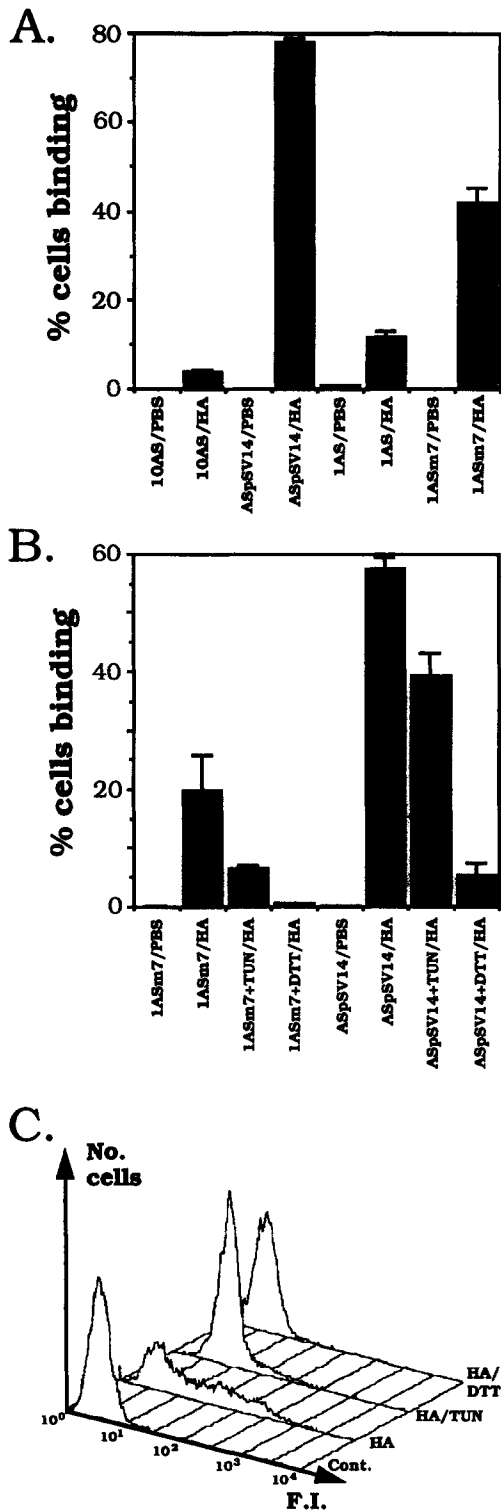 A.
80
60
40
20
0
% cells binding
10AS/PBS
10AS/HA
ASpSV14/PBS
ASpSV14/HA
1AS/PBS
1AS/HA
1ASm7/PBS
1ASm7/HA
B.
60
40
20
0
% cells binding
1ASm7/PBS
1ASm7/HA
1ASm7+TUN/HA
1ASm7+DTT/HA
ASpSV14/PBS
ASpSV14/HA
ASpSV14+TUN/HA
ASpSV14+DTT/HA
C.
No.
cells
HA/
DTT
HA/TUN
HA
Cont.
10⁰
10¹
10²
10³
10⁴
F.I.